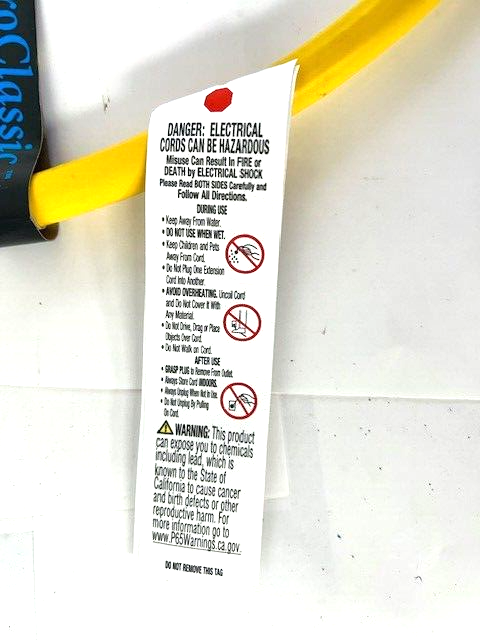 roClassic™
DANGER: ELECTRICAL
CORDS CAN BE HAZARDOUS
Misuse Can Result In FIRE or
DEATH by ELECTRICAL SHOCK
Please Read BOTH SIDES Carefully and
Follow All Directions.
DURING USE
• Keep Away From Water.
• DO NOT USE WHEN WET.
• Keep Children and Pets
Away From Cord.
• Do Not Plug One Extension
Cord Into Another.
• AVOID OVERHEATING. Uncoil Cord
and Do Not Cover It With
Any Material.
• Do Not Drive, Drag or Place
Objects Over Cord.
• Do Not Walk on Cord.
AFTER USE
• GRASP PLUG to Remove From Outlet.
• Always Store Cord INDOORS.
• Always Unplug When Not In Use.
• Do Not Unplug By Pulling
On Cord.
WARNING: This product
can expose you to chemicals
including lead, which is
known to the State of
California to cause cancer
and birth defects or other
reproductive harm. For
more information go to
www.P65Warnings.ca.gov.
DO NOT REMOVE THIS TAG